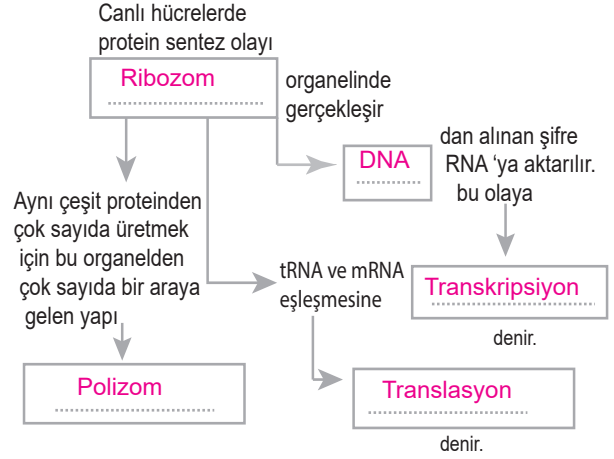 Canlı hücrelerde
protein sentez olayı
Ribozom
organelinde
gerçekleşir
DNA
dan alınan şifre
RNA ‘ya aktarılır.
bu olaya
Aynı çeşit proteinden
çok sayıda üretmek
için bu organelden
çok sayıda bir araya
gelen yapı
tRNA ve mRNA
eşleşmesine
Transkripsiyon
denir.
Polizom
Translasyon
denir.